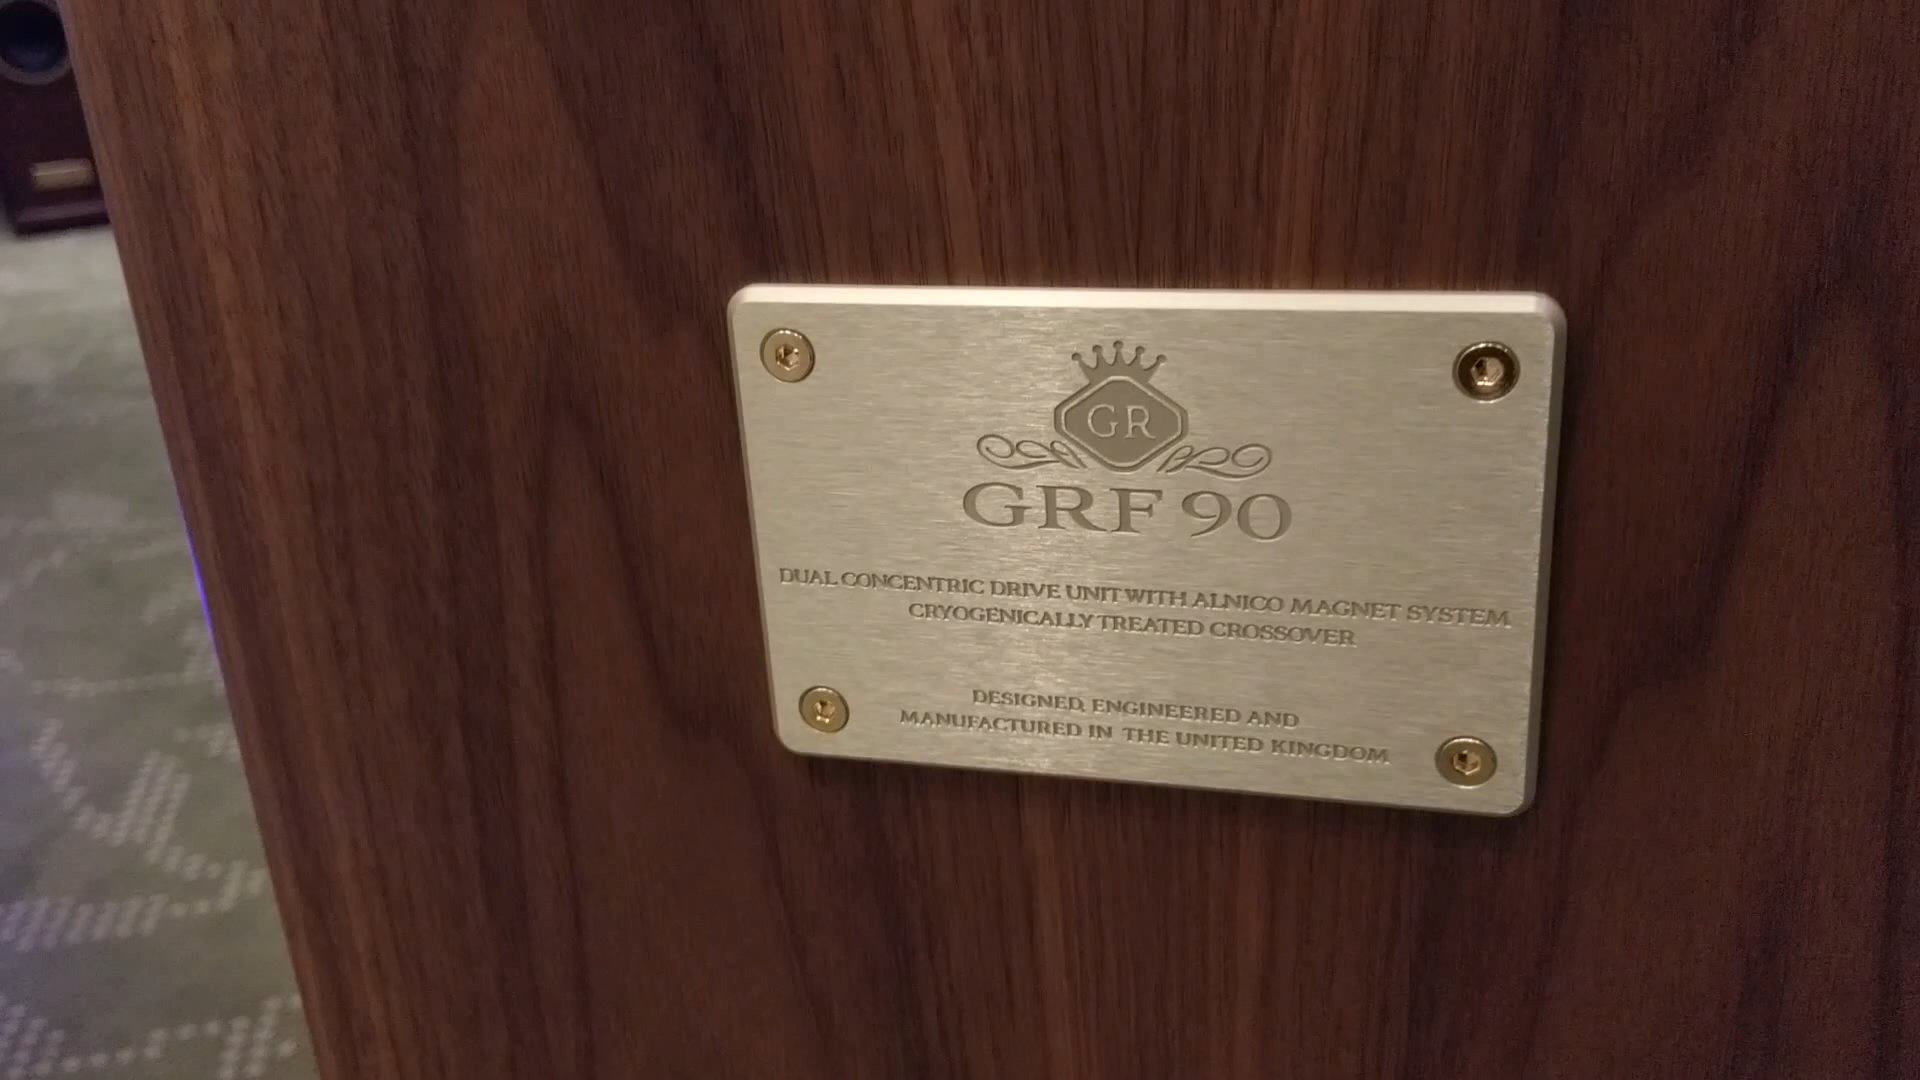 GR
GRF 90
DUAL CONCENTRIC DRIVE UNIT WITH ALNICO MAGNET SYSTEM
CRYOGENICALLY TREATED CROSSOVER
DESIGNED, ENGINEERED AND
MANUFACTURED IN THE UNITED KINGDOM